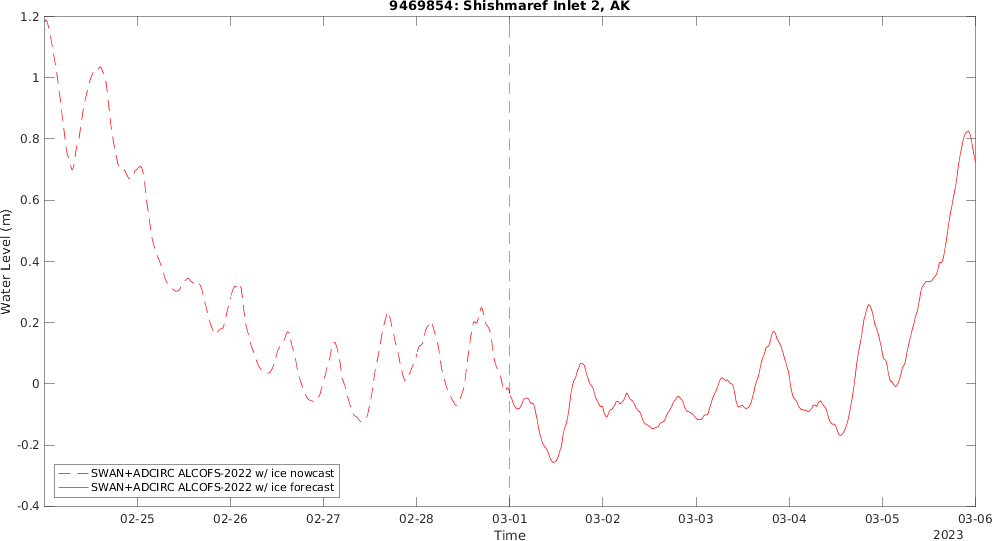 9469854: Shishmaref Inlet 2, AK
1.2
1
0.8
0.6
0.4
0.2
0
-0.2
-0.4
Water Level (m)
SWAN+ADCIRC ALCOFS-2022 w/ ice nowcast
SWAN+ADCIRC ALCOFS-2022 w/ ice forecast
02-25 02-26 02-27 02-28 03-01 03-02 03-03 03-04 03-05 03-06
Time
2023